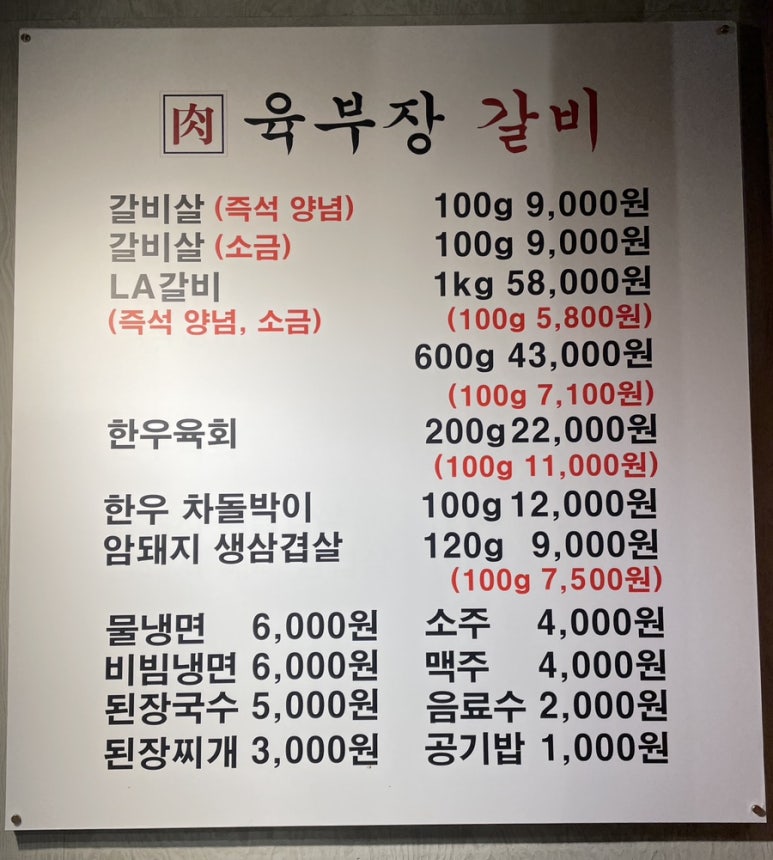 肉 육부장 갈비
갈비살 (즉석 양념) 100g 9,000원
갈비살 (소금) 100g 9,000원
LA갈비 1kg 58,000원
(즉석 양념, 소금) (100g 5,800원)
600g 43,000원
(100g 7,100원)
한우육회 200g 22,000원
(100g 11,000원)
한우 차돌박이 100g 12,000원
암돼지 생삼겹살 120g 9,000원
(100g 7,500원)
물냉면 6,000원 소주 4,000원
비빔냉면 6,000원 맥주 4,000원
된장국수 5,000원 음료수 2,000원
된장찌개 3,000원 공기밥 1,000원